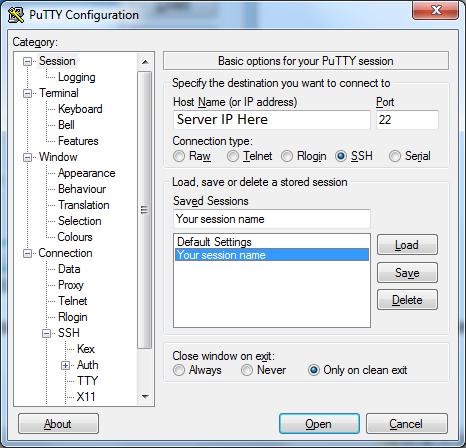 PuTTY Configuration
Category:
Session
Logging
Terminal
Keyboard
Bell
Features
Window
Appearance
Behaviour
Translation
Selection
Colours
Connection
Data
Proxy
Telnet
Rlogin
SSH
Kex
Auth
TTY
X11
Basic options for your PuTTY session
Specify the destination you want to connect to
Host Name (or IP address) Port
Server IP Here 22
Connection type:
Raw Telnet Rlogin SSH Serial
Load, save or delete a stored session
Saved Sessions
Your session name
Default Settings
Your session name
Load
Save
Delete
Close window on exit:
Always Never Only on clean exit
About Open Cancel